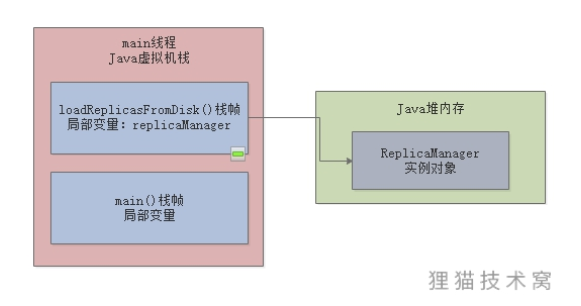 main线程
Java虚拟机栈
loadReplicasFromDisk()栈帧
局部变量：replicaManager
main()栈帧
局部变量
Java堆内存
ReplicaManager
实例对象
狸猫技术窝